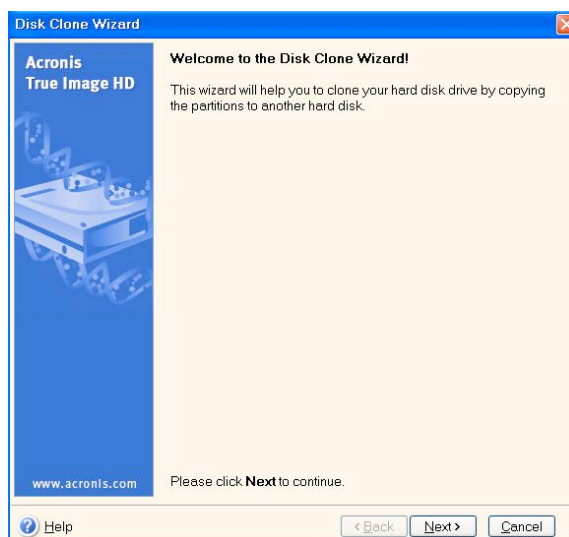 Disk Clone Wizard
Acronis
True Image HD
Welcome to the Disk Clone Wizard!
This wizard will help you to clone your hard disk drive by copying
the partitions to another hard disk.
www.acronis.com
Please click Next to continue.
Help
< Back
Next >
Cancel